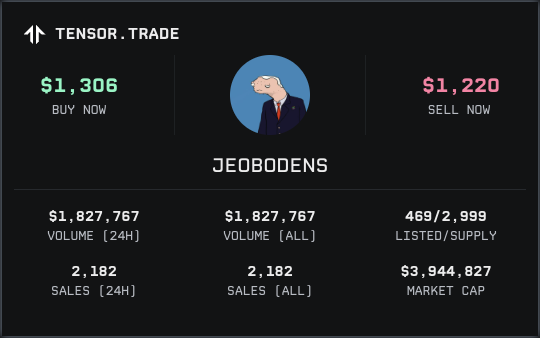 TENSOR.TRADE
$1,306
BUY NOW
$1,220
SELL NOW
JEOBODENS
$1,827,767
VOLUME (24H)
$1,827,767
VOLUME (ALL)
469/2,999
LISTED/SUPPLY
2,182
SALES (24H)
2,182
SALES (ALL)
$3,944,827
MARKET CAP